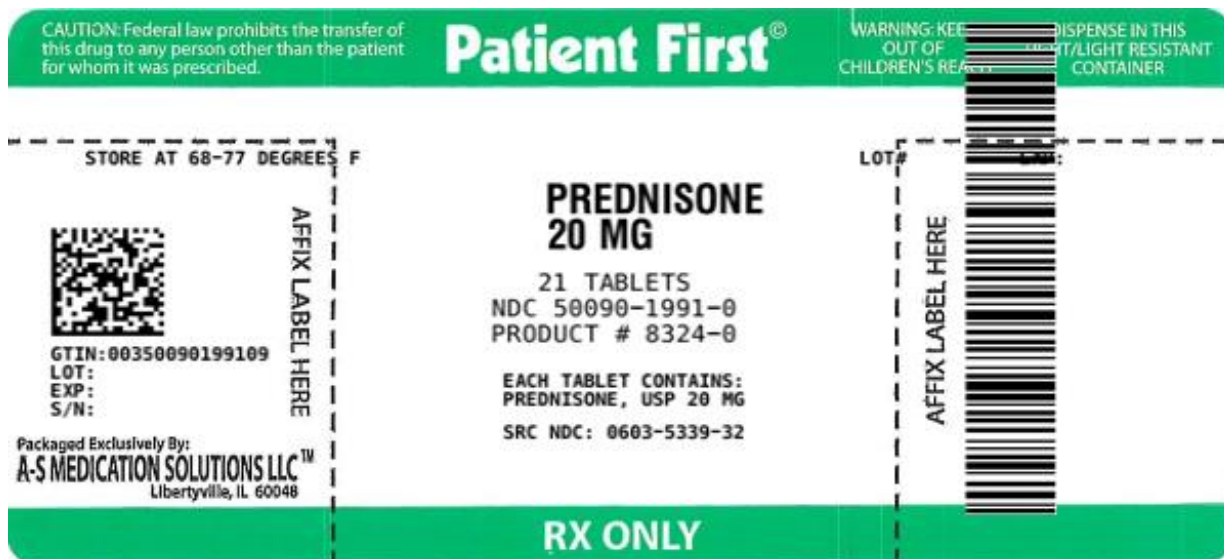 CAUTION: Federal law prohibits the transfer of
this drug to any person other than the patient
for whom it was prescribed.
Patient First©
WARNING: KEE
OUT OF
CHILDREN'S REA
DISPENSE IN THIS
/LIGHT RESISTANT
CONTAINER
STORE AT 68-77 DEGREES F
AFFIX LABEL HERE
GTIN:00350090199109
LOT:
EXP:
S/N:
Packaged Exclusively By:
A-S MEDICATION SOLUTIONS LLC™
Libertyville, IL 60048
PREDNISONE
20 MG
21 TABLETS
NDC 50090-1991-0
PRODUCT # 8324-0
EACH TABLET CONTAINS:
PREDNISONE, USP 20 MG
SRC NDC: 0603-5339-32
LOT#
AFFIX LABEL HERE
RX ONLY